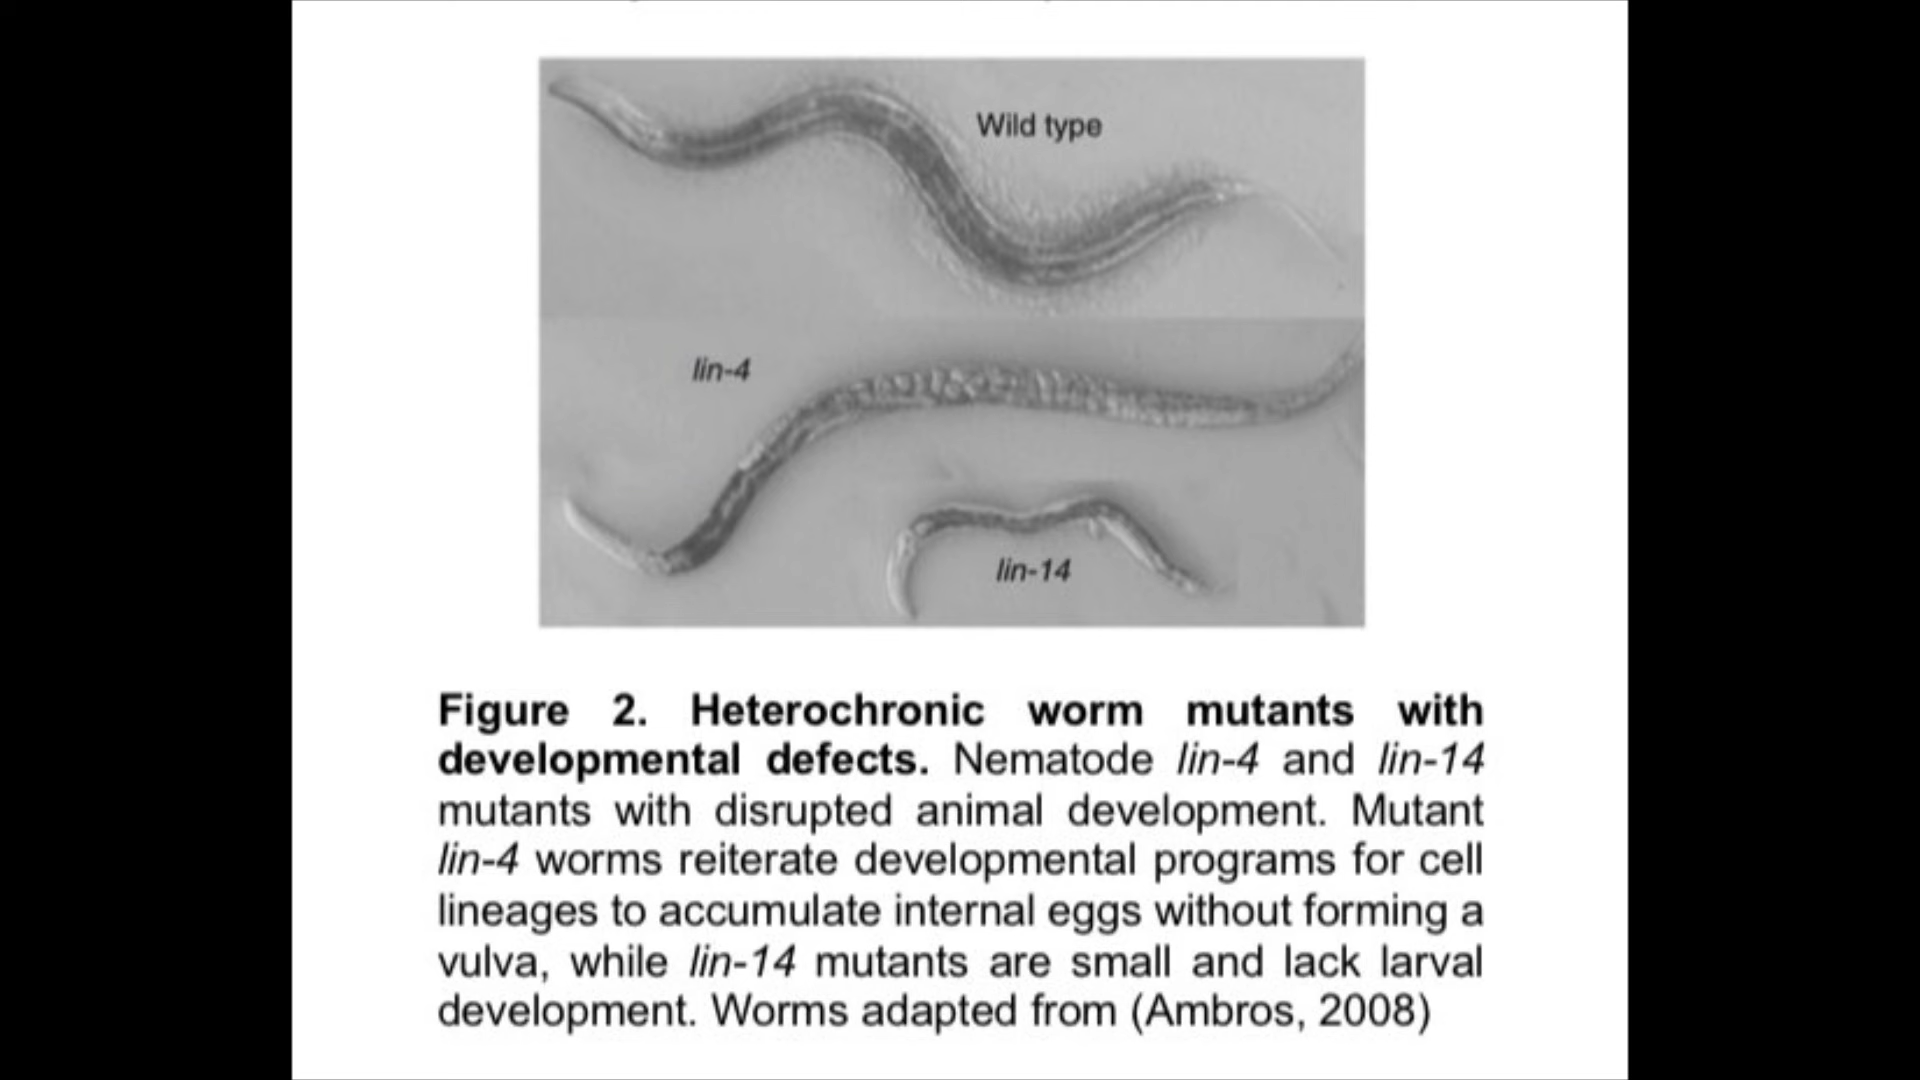 Wild type
lin-4
lin-14
Figure 2. Heterochronic worm mutants with
developmental defects. Nematode lin-4 and lin-14
mutants with disrupted animal development. Mutant
lin-4 worms reiterate developmental programs for cell
lineages to accumulate internal eggs without forming a
vulva, while lin-14 mutants are small and lack larval
development. Worms adapted from (Ambros, 2008)